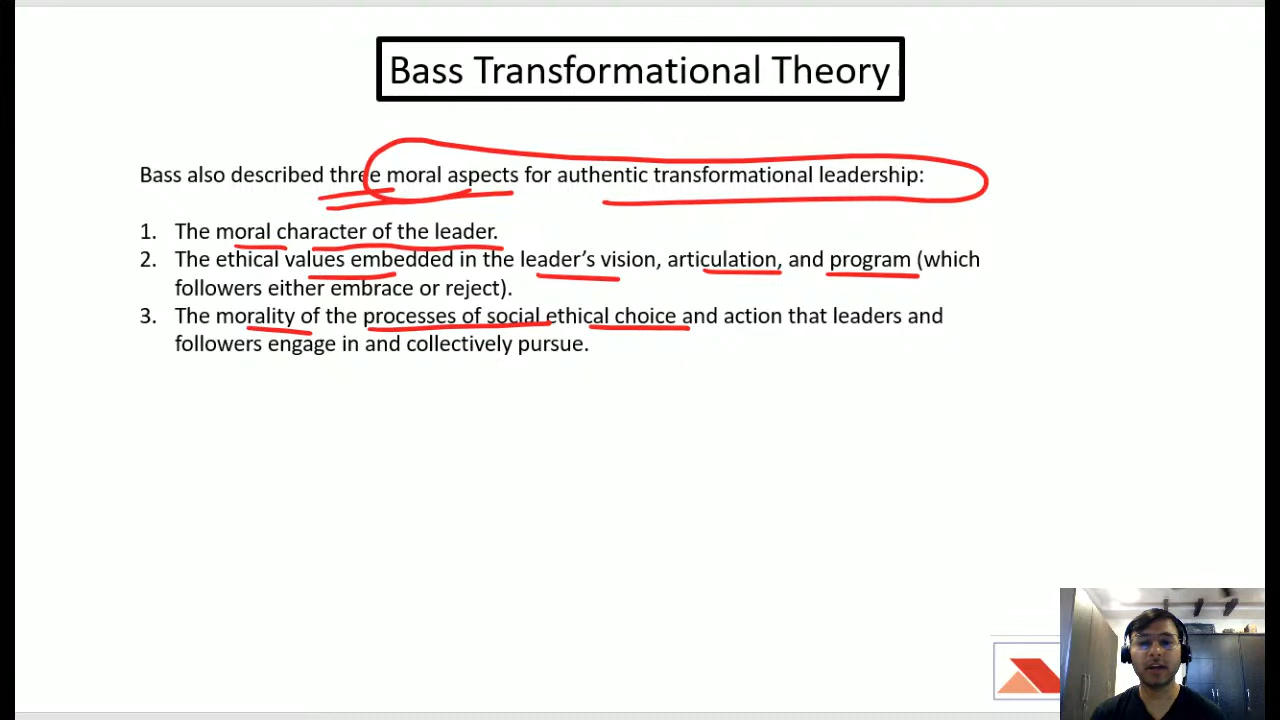 Bass Transformational Theory
Bass also described three moral aspects for authentic transformational leadership:
1. The moral character of the leader.
2. The ethical values embedded in the leader’s vision, articulation, and program (which
followers either embrace or reject).
3. The morality of the processes of social ethical choice and action that leaders and
followers engage in and collectively pursue.